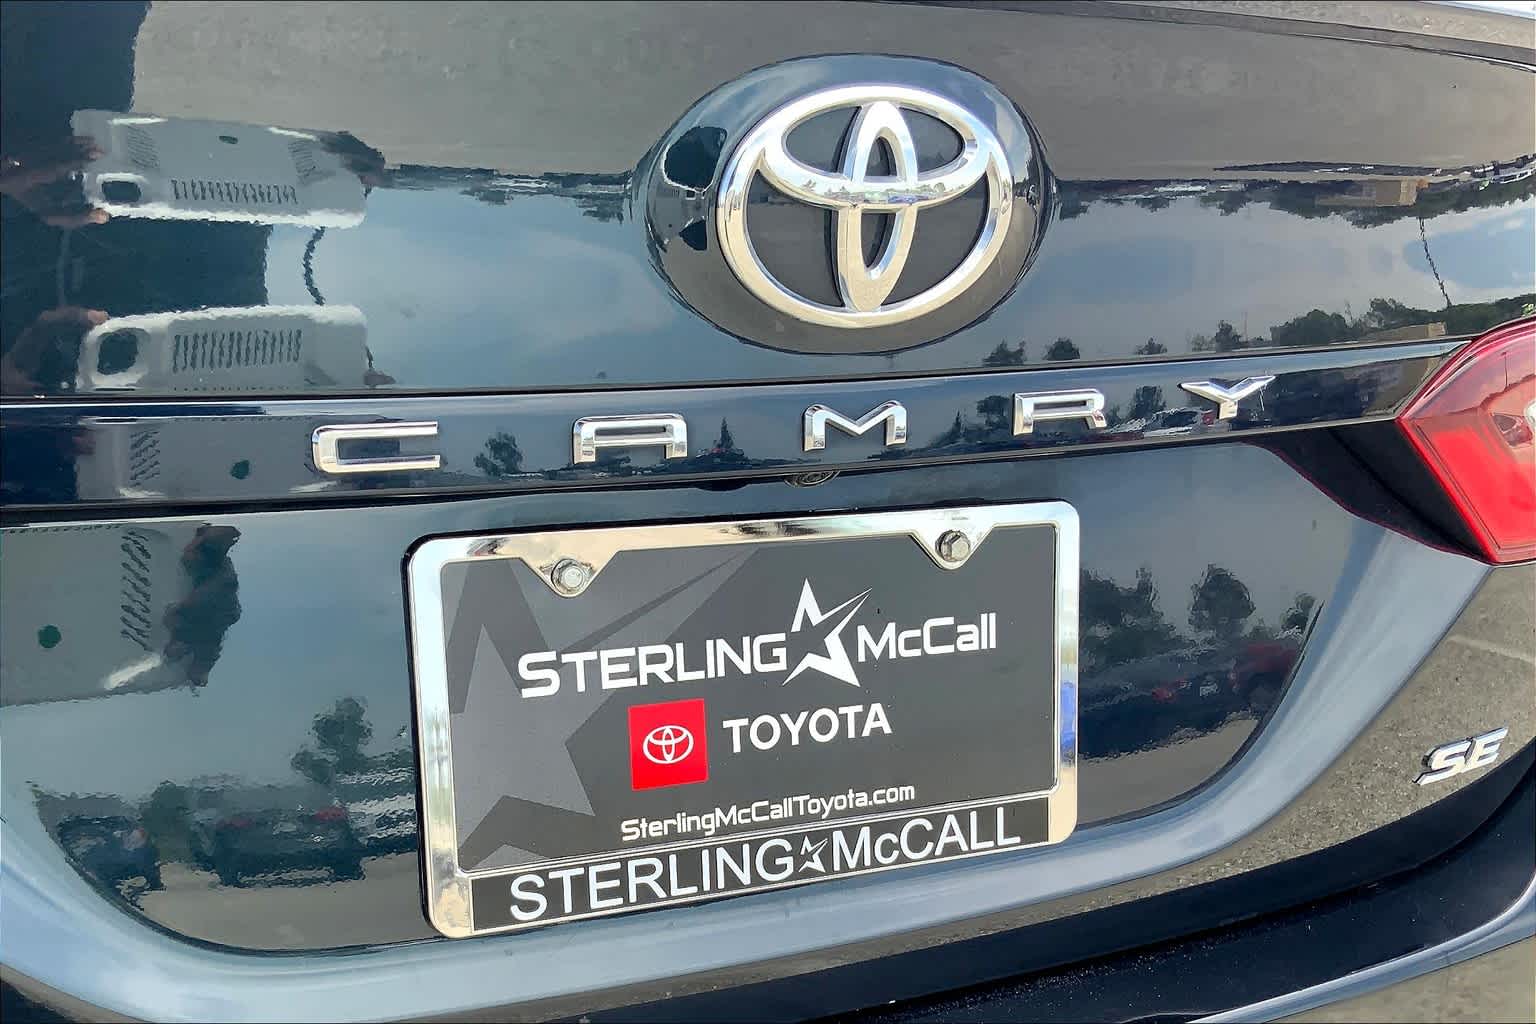 CAMRY
STERLING McCall
TOYOTA
SterlingMcCallToyota.com
STERLING McCALL
SE